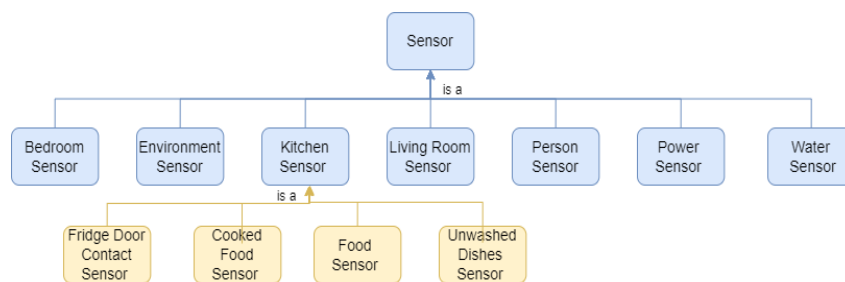 Sensor
is a
Bedroom
Sensor
Environment
Sensor
Kitchen
Sensor
Living Room
Sensor
Person
Sensor
Power
Sensor
Water
Sensor
is a
Fridge Door
Contact
Sensor
Cooked
Food
Sensor
Food
Sensor
Unwashed
Dishes
Sensor